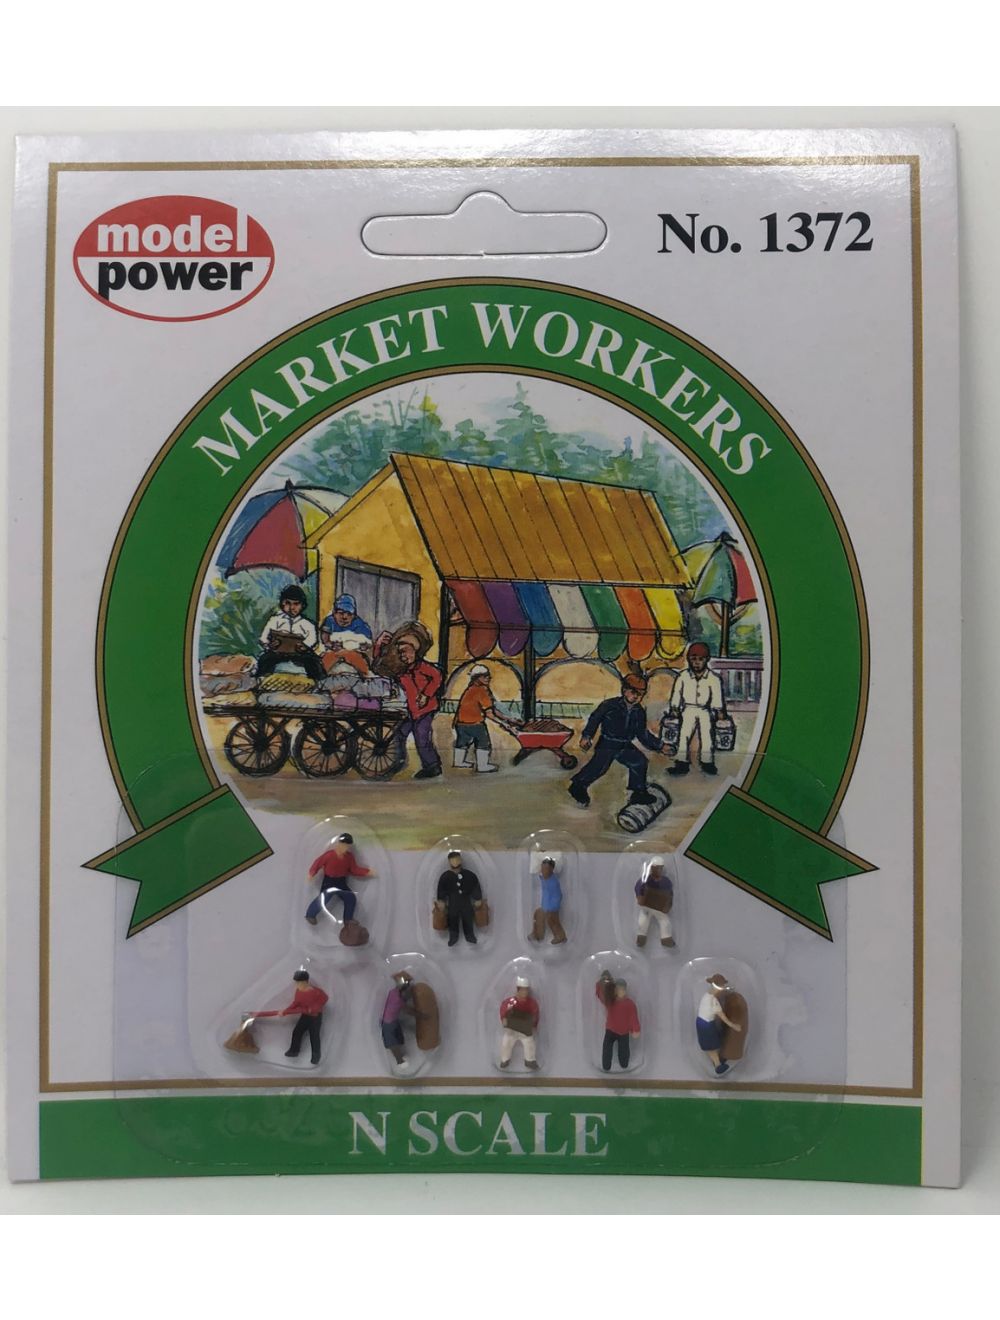 model
power
No. 1372
MARKET WORKERS
N SCALE